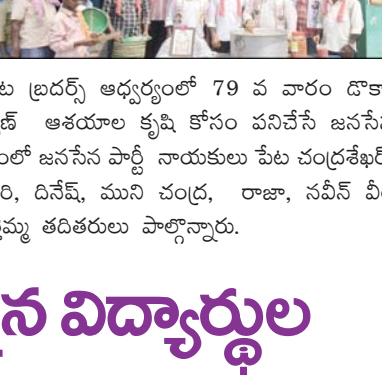 ట బ్రదర్స్ ఆధ్వర్యంలో 79 వ వారం డొకా
ణ్ ఆశయాల కృషి కోసం పనిచేసే జనసేన
ంలో జనసేన పార్టీ నాయకులు పేట చంద్రశేఖర్
రి, దినేష్, ముని చంద్ర, రాజా, నవీన్ వీ
మ్మ తదితరులు పాల్గొన్నారు.
న విద్యార్థుల